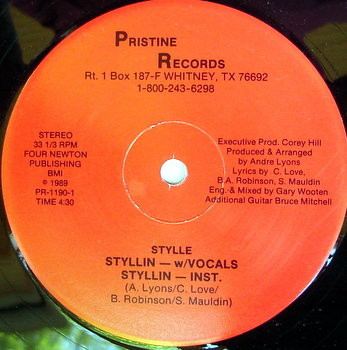 PRISTINE
RECORDS
Rt. 1 Box 187-F WHITNEY, TX 76692
1-800-243-6298
STEREO
33 1/3 RPM
FOUR NEWTON
PUBLISHING
BMI
℗ 1989
PR-1190-1
TIME 4:30
Executive Prod. Corey Hill
Produced & Arranged
by
Andre Lyons
Lyrics by C. Love,
B.A. Robinson, S. Mauldin
Eng. & Mixed by Gary Wooten
Additional Guitar Bruce Mitchell
STYLLE
STYLLIN — w/VOCALS
STYLLIN — INST.
(A. Lyons/C. Love/
B. Robinson/S. Mauldin)